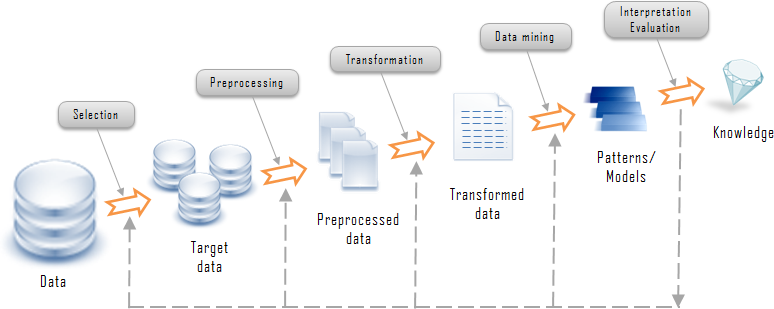 Interpretation
Evaluation
Data mining
Transformation
Preprocessing
Selection
Knowledge
Patterns/
Models
Transformed
data
Preprocessed
data
Target
data
Data